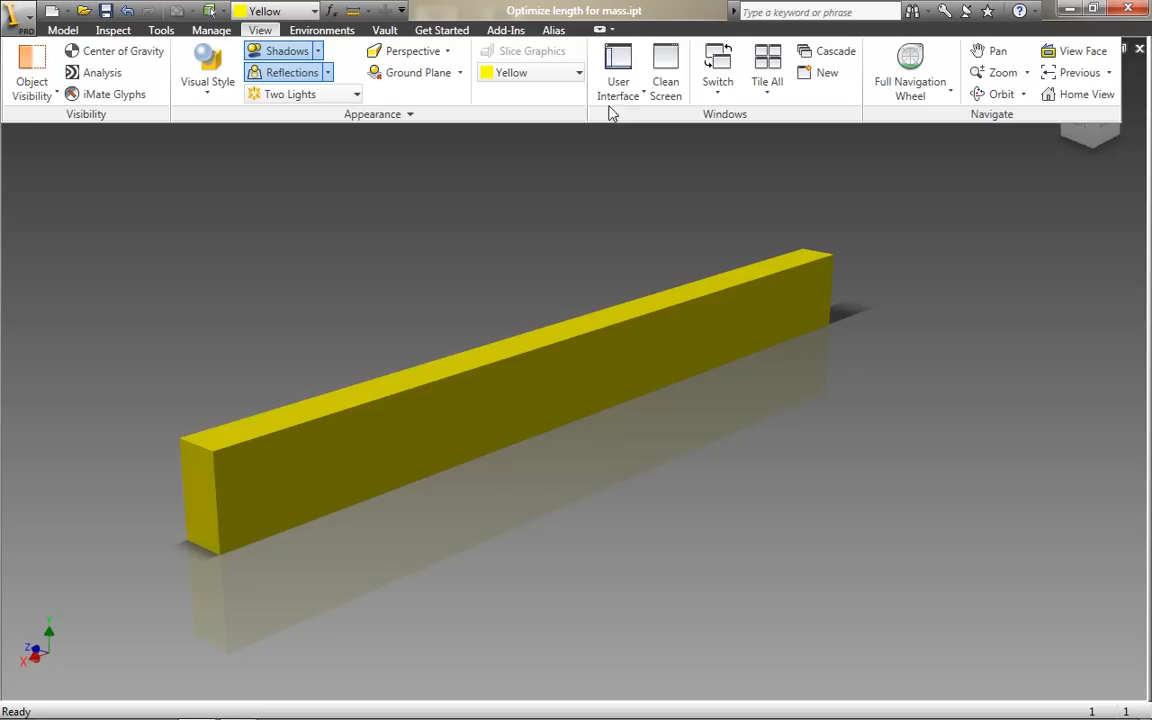 Yellow
Optimize length for mass.ipt
Type a keyword or phrase
PRO
Model Inspect Tools Manage View Environments Vault Get Started Add-Ins Alias
Object Visibility
Center of Gravity
Analysis
iMate Glyphs
Visibility
Visual Style
Shadows
Reflections
Two Lights
Perspective
Ground Plane
Appearance
Slice Graphics
Yellow
User Interface
Clean Screen
Switch
Tile All
Cascade
New
Windows
Full Navigation Wheel
Pan
Zoom
Orbit
View Face
Previous
Home View
Navigate
Y
Z
X
Ready
1 1